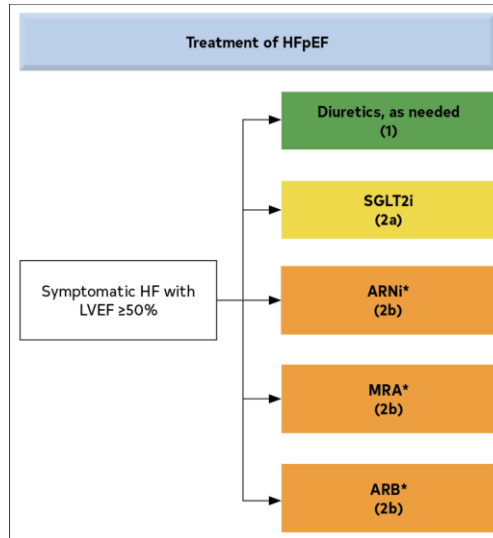 Treatment of HFpEF
Diuretics, as needed
(1)
SGLT2i
(2a)
Symptomatic HF with
LVEF ≥50%
ARNi*
(2b)
MRA*
(2b)
ARB*
(2b)